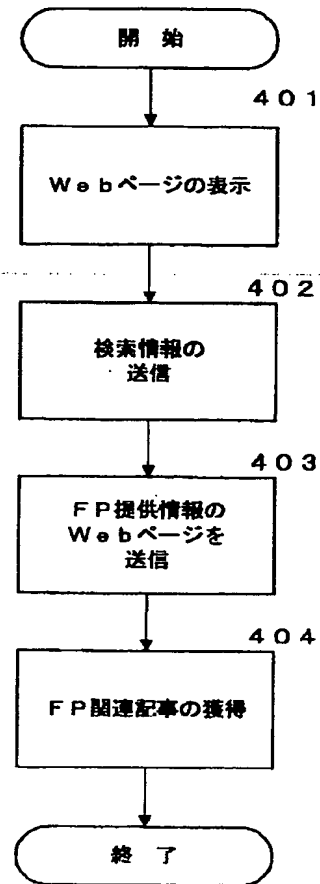 開 始
401
Webページの表示
402
検索情報の
送信
403
FP提供情報の
Webページを
送信
404
FP関連記事の獲得
終 了